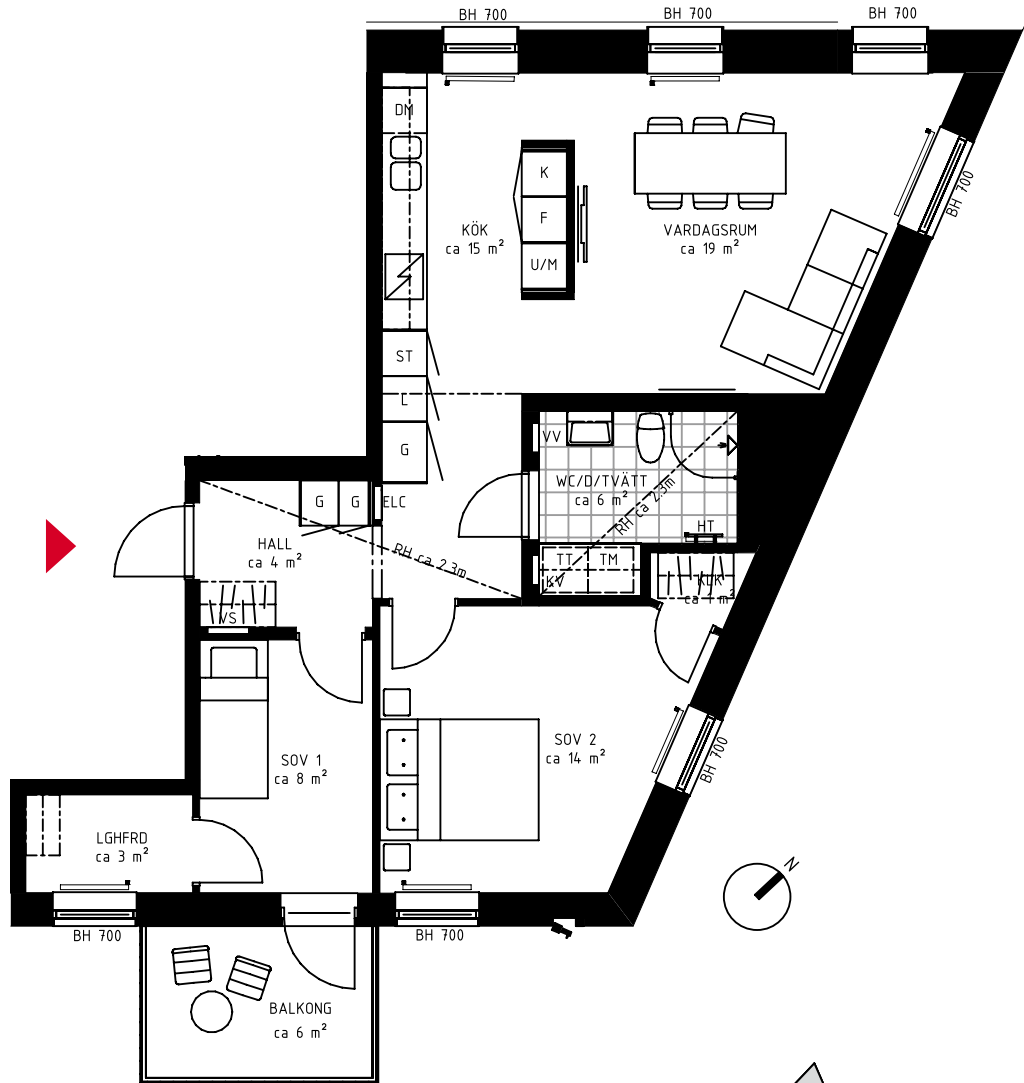 BH 700
BH 700
BH 700
DM
K
F
U/M
KÖK
ca 15 m²
VARDAGSRUM
ca 19 m²
BH 700
ST
L
G
VV
WC/D/TVÄTT
ca 6 m²
RH ca 2.3m
HT
G
G
ELC
HALL
ca 4 m²
RH ca 2.3m
TT
TM
KV
KLK
ca 1 m²
VS
SOV 1
ca 8 m²
SOV 2
ca 14 m²
BH 700
LGHFRD
ca 3 m²
N
BH 700
BH 700
BALKONG
ca 6 m²